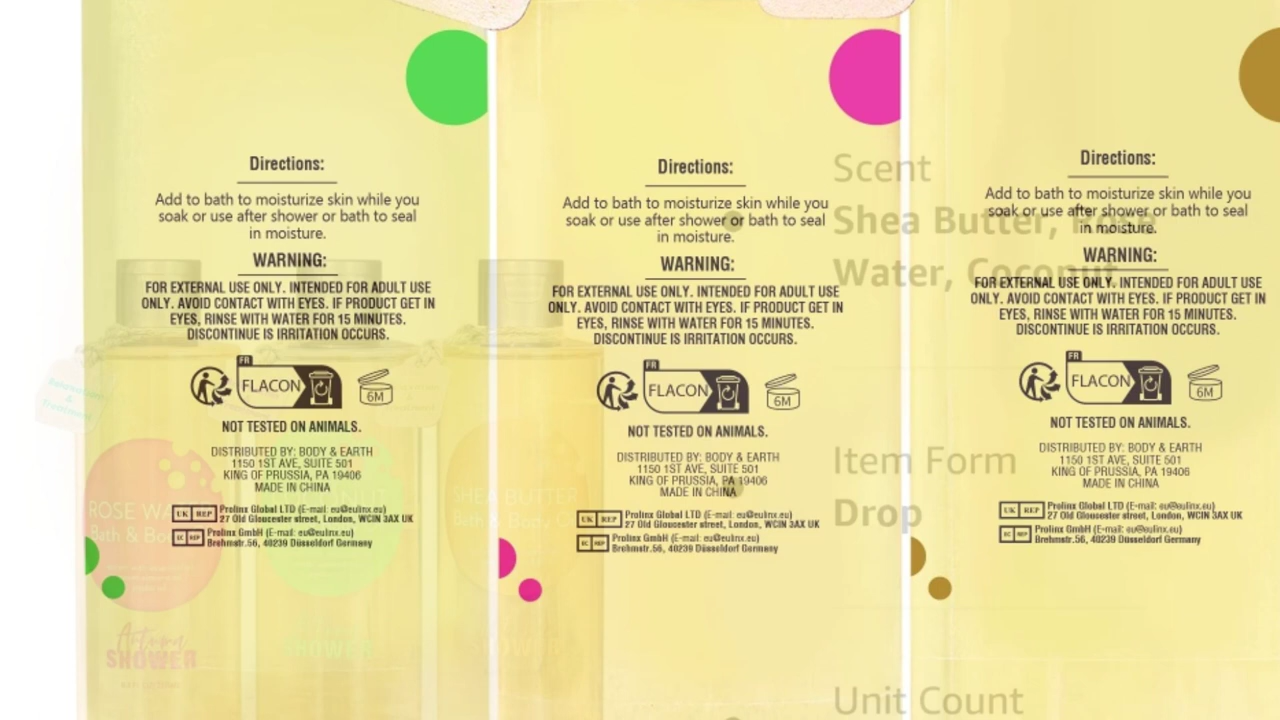 Directions:
Add to bath to moisturize skin while you
soak or use after shower or bath to seal
in moisture.
WARNING:
FOR EXTERNAL USE ONLY. INTENDED FOR ADULT USE
ONLY. AVOID CONTACT WITH EYES. IF PRODUCT GET IN
EYES, RINSE WITH WATER FOR 15 MINUTES.
DISCONTINUE IS IRRITATION OCCURS.
FR
FLACON
6M
NOT TESTED ON ANIMALS.
DISTRIBUTED BY: BODY & EARTH
1150 1ST AVE, SUITE 501
KING OF PRUSSIA, PA 19406
MADE IN CHINA
UK REP Prolinx Global LTD (E-mail: eu@eulinx.eu)
27 Old Gloucester street, London, WC1N 3AX UK
EC REP Prolinx GmbH (E-mail: eu@eulinx.eu)
Brehmstr.56, 40239 Düsseldorf Germany
Directions:
Add to bath to moisturize skin while you
soak or use after shower or bath to seal
in moisture.
WARNING:
FOR EXTERNAL USE ONLY. INTENDED FOR ADULT USE
ONLY. AVOID CONTACT WITH EYES. IF PRODUCT GET IN
EYES, RINSE WITH WATER FOR 15 MINUTES.
DISCONTINUE IS IRRITATION OCCURS.
FR
FLACON
6M
NOT TESTED ON ANIMALS.
DISTRIBUTED BY: BODY & EARTH
1150 1ST AVE, SUITE 501
KING OF PRUSSIA, PA 19406
MADE IN CHINA
UK REP Prolinx Global LTD (E-mail: eu@eulinx.eu)
27 Old Gloucester street, London, WC1N 3AX UK
EC REP Prolinx GmbH (E-mail: eu@eulinx.eu)
Brehmstr.56, 40239 Düsseldorf Germany
Directions:
Add to bath to moisturize skin while you
soak or use after shower or bath to seal
in moisture.
WARNING:
FOR EXTERNAL USE ONLY. INTENDED FOR ADULT USE
ONLY. AVOID CONTACT WITH EYES. IF PRODUCT GET IN
EYES, RINSE WITH WATER FOR 15 MINUTES.
DISCONTINUE IS IRRITATION OCCURS.
FR
FLACON
6M
NOT TESTED ON ANIMALS.
DISTRIBUTED BY: BODY & EARTH
1150 1ST AVE, SUITE 501
KING OF PRUSSIA, PA 19406
MADE IN CHINA
UK REP Prolinx Global LTD (E-mail: eu@eulinx.eu)
27 Old Gloucester street, London, WC1N 3AX UK
EC REP Prolinx GmbH (E-mail: eu@eulinx.eu)
Brehmstr.56, 40239 Düsseldorf Germany
Scent
Shea Butter, Rose
Water, Coconut
Item Form
Drop
Unit Count
ROSE WA
Bath & Bo
SHOWER
SHEA BUTTER
Bath & Body
SHOWER